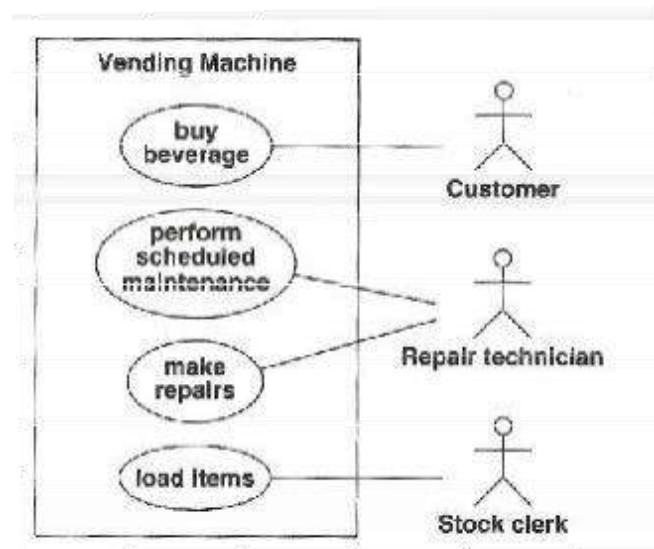 Vending Machine
buy
beverage
Customer
perform
scheduled
maintenance
Repair technician
make
repairs
load items
Stock clerk